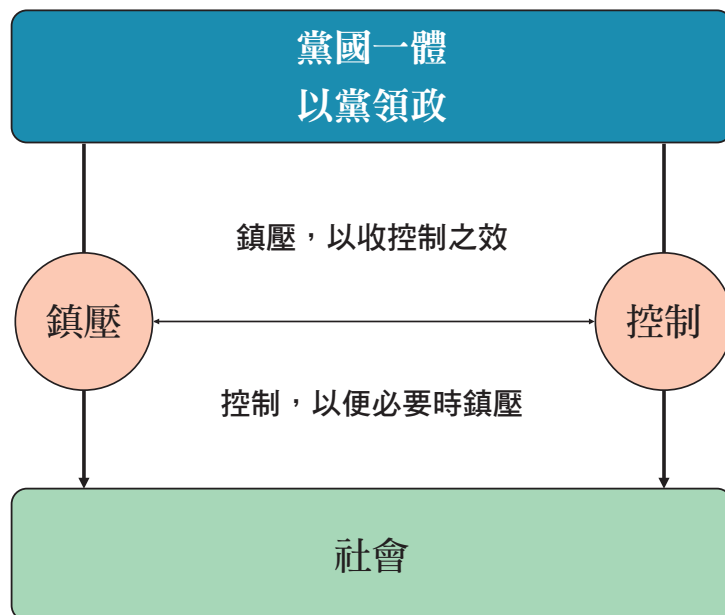 黨國一體
以黨領政
鎮壓，以收控制之效
鎮壓
控制
控制，以便必要時鎮壓
社會